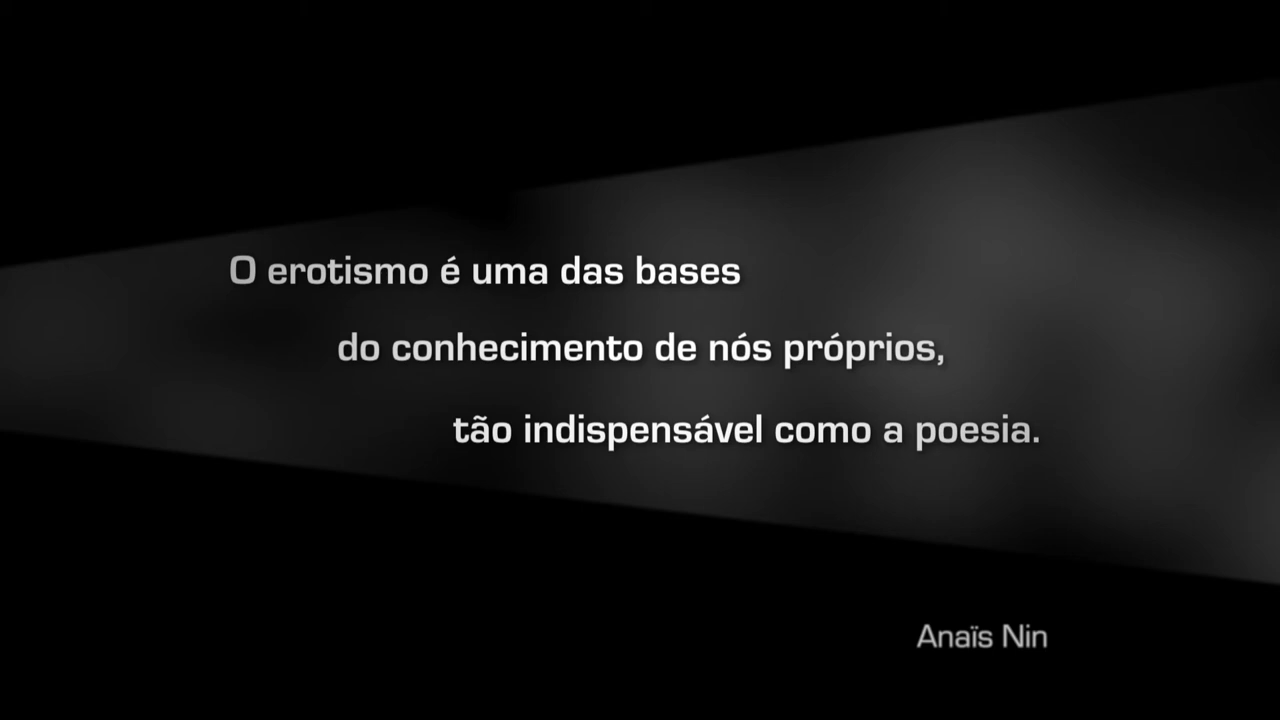 O erotismo é uma das bases
do conhecimento de nós próprios,
tão indispensável como a poesia.
Anaïs Nin